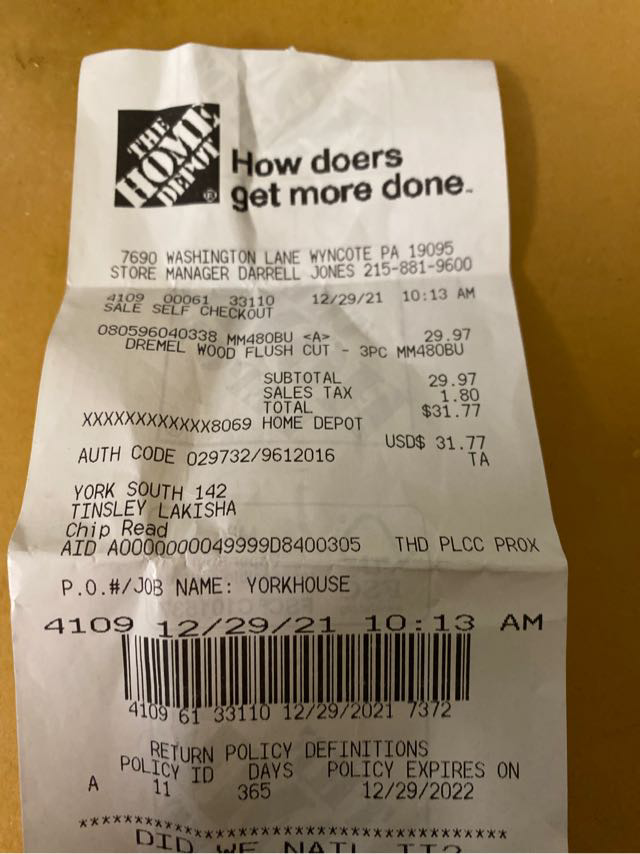 THE
HOME
DEPOT
®
How doers
get more done™
7690 WASHINGTON LANE WYNCOTE PA 19095
STORE MANAGER DARRELL JONES 215-881-9600
4109 00061 33110 12/29/21 10:13 AM
SALE SELF CHECKOUT
080596040338 MM480BU <A> 29.97
DREMEL WOOD FLUSH CUT - 3PC MM480BU
SUBTOTAL 29.97
SALES TAX 1.80
TOTAL $31.77
XXXXXXXXXXXX8069 HOME DEPOT
USD$ 31.77
AUTH CODE 029732/9612016 TA
YORK SOUTH 142
TINSLEY LAKISHA
Chip Read
AID A0000000049999D8400305 THD PLCC PROX
P.O.#/JOB NAME: YORKHOUSE
4109 12/29/21 10:13 AM
4109 61 33110 12/29/2021 7372
RETURN POLICY DEFINITIONS
POLICY ID DAYS POLICY EXPIRES ON
A 11 365 12/29/2022
**********************************************
DID WE NAIL IT?